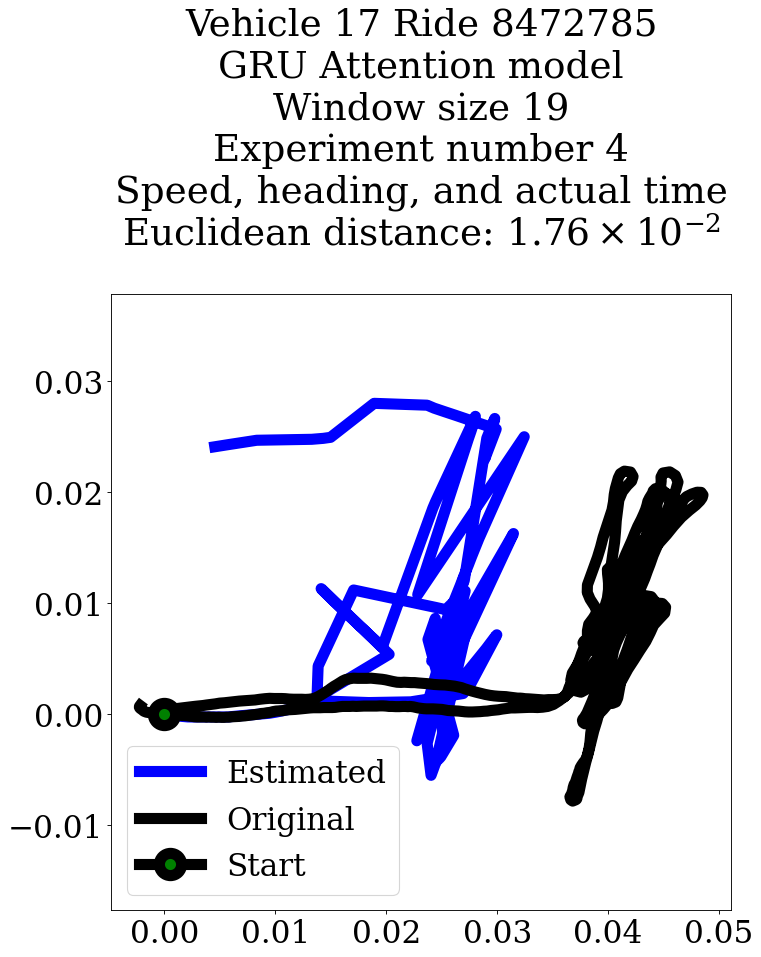 Vehicle 17 Ride 8472785
GRU Attention model
Window size 19
Experiment number 4
Speed, heading, and actual time
Euclidean distance: 1.76 × 10⁻²
0.03
0.02
0.01
0.00
−0.01
Estimated
Original
Start
0.00 0.01 0.02 0.03 0.04 0.05